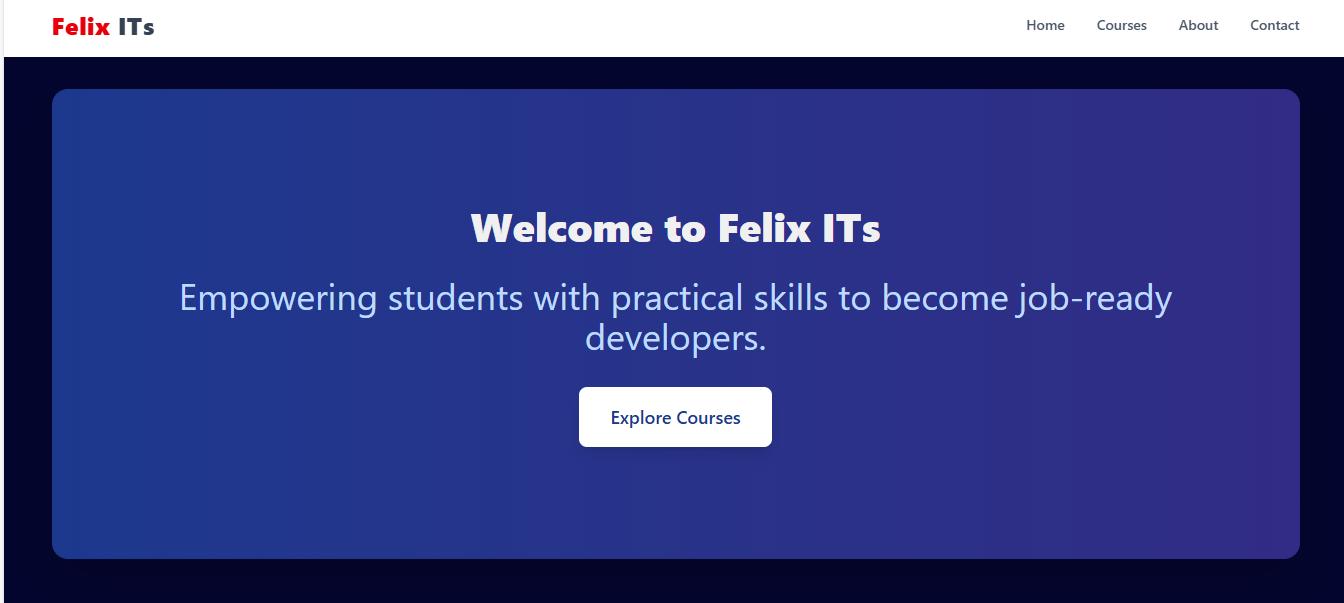 Felix ITs
Home Courses About Contact
Welcome to Felix ITs
Empowering students with practical skills to become job-ready
developers.
Explore Courses